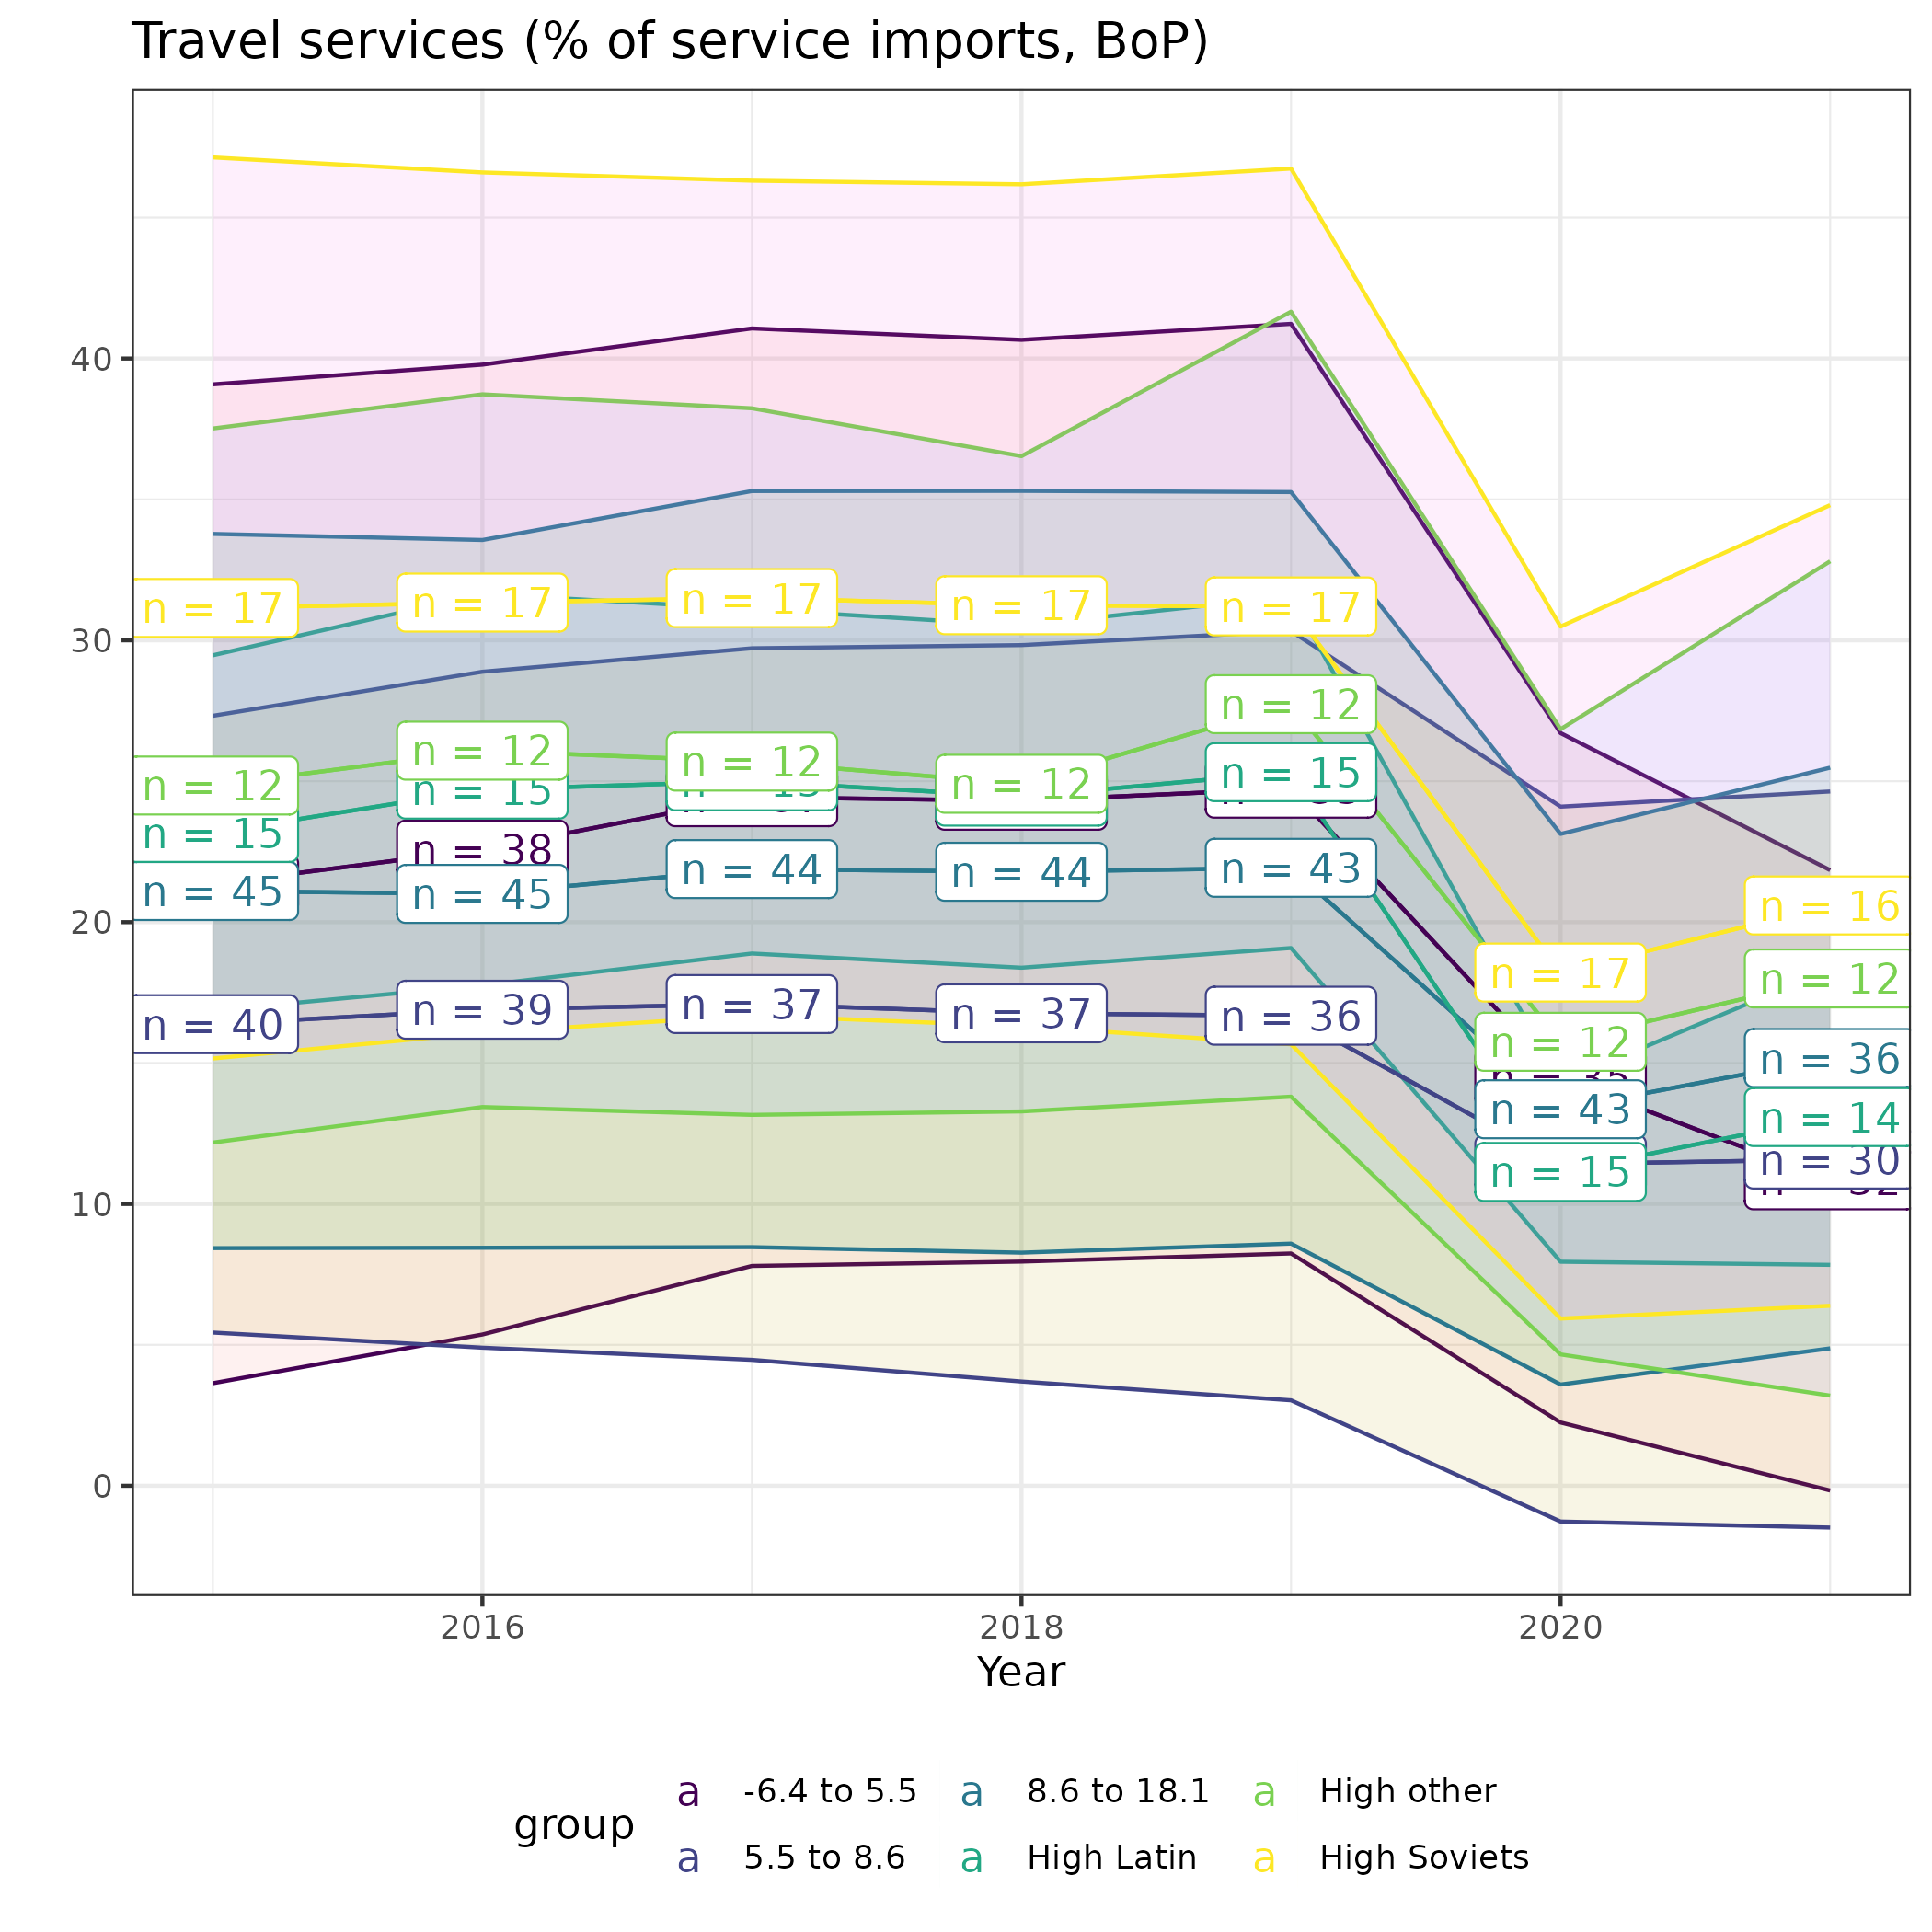 Travel services (% of service imports, BoP)
40
30
20
10
0
n = 17
n = 17
n = 17
n = 17
n = 17
n = 12
n = 12
n = 12
n = 12
n = 12
n = 15
n = 15
n = 15
n = 38
n = 45
n = 45
n = 44
n = 44
n = 43
n = 40
n = 39
n = 37
n = 37
n = 36
n = 17
n = 12
n = 43
n = 15
n = 16
n = 12
n = 36
n = 14
n = 30
2016 2018 2020
Year
group
a -6.4 to 5.5 a 8.6 to 18.1 a High other
a 5.5 to 8.6 a High Latin a High Soviets